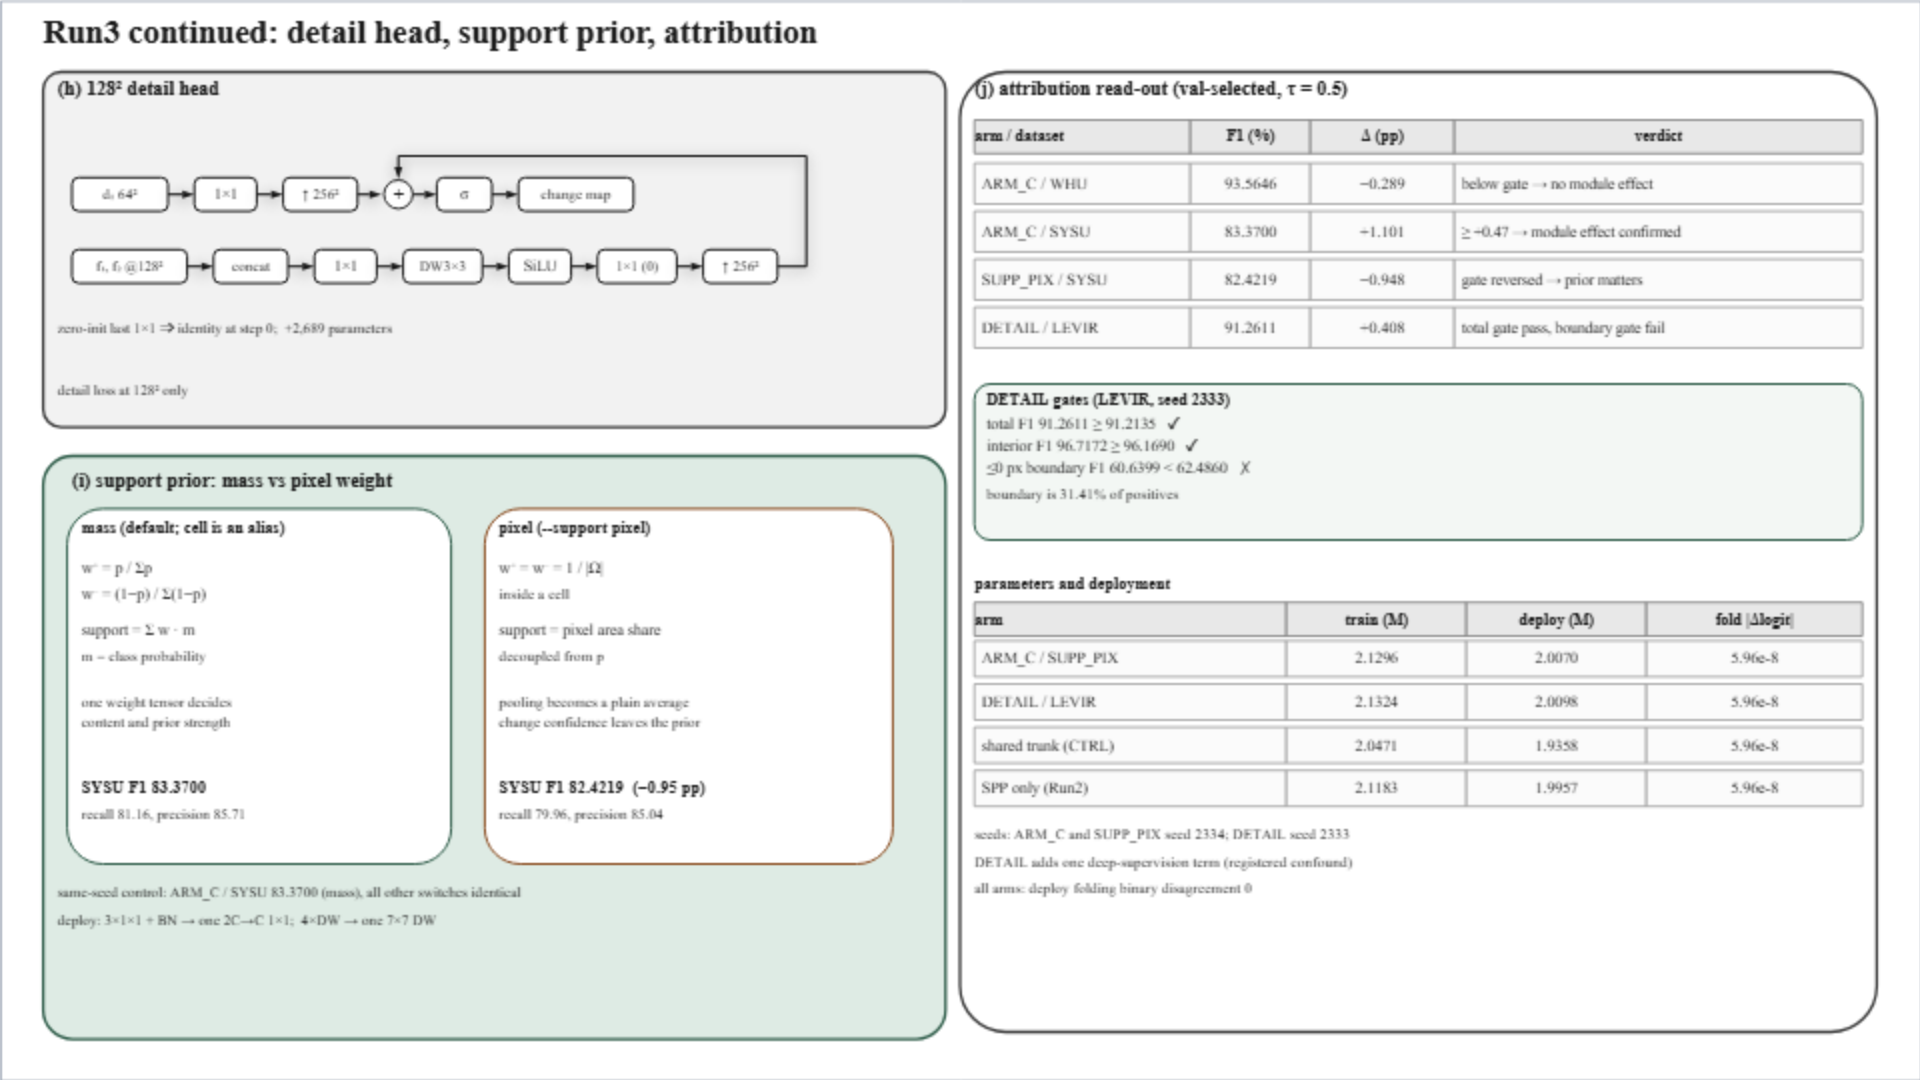 Run3 continued: detail head, support prior, attribution
(h) 128² detail head
64²
1×1
↑ 256²
+
σ
change map
@128²
concat
1×1
DW3×3
SiLU
1×1 (0)
↑ 256²
zero-init last 1×1 ⇒ identity at step 0; +2,689 parameters
detail loss at 128² only
(i) support prior: mass vs pixel weight
mass (default; cell is an alias)
w⁺ = p / Σp
w⁻ = (1−p) / Σ(1−p)
support = Σ w · m
m = class probability
one weight tensor decides
content and prior strength
SYSU F1 83.3700
recall 81.16, precision 85.71
pixel (--support pixel)
w⁺ = w⁻ = 1 / |Ω|
inside a cell
support = pixel area share
decoupled from p
pooling becomes a plain average
change confidence leaves the prior
SYSU F1 82.4219 (−0.95 pp)
recall 79.96, precision 85.04
same-seed control: ARM_C / SYSU 83.3700 (mass), all other switches identical
deploy: 3×1×1 + BN → one 2C→C 1×1; 4×DW → one 7×7 DW
(j) attribution read-out (val-selected, τ = 0.5)
arm / dataset F1 (%) Δ (pp) verdict
ARM_C / WHU 93.5646 −0.289 below gate → no module effect
ARM_C / SYSU 83.3700 +1.101 ≥ +0.47 → module effect confirmed
SUPP_PIX / SYSU 82.4219 −0.948 gate reversed → prior matters
DETAIL / LEVIR 91.2611 +0.408 total gate pass, boundary gate fail
DETAIL gates (LEVIR, seed 2333)
total F1 91.2611 ≥ 91.2135 ✓
interior F1 96.7172 ≥ 96.1690 ✓
px boundary F1 60.6399 < 62.4860 ✗
boundary is 31.41% of positives
parameters and deployment
arm train (M) deploy (M) fold |Δlogit|
ARM_C / SUPP_PIX 2.1296 2.0070 5.96e-8
DETAIL / LEVIR 2.1324 2.0098 5.96e-8
shared trunk (CTRL) 2.0471 1.9358 5.96e-8
SPP only (Run2) 2.1183 1.9957 5.96e-8
seeds: ARM_C and SUPP_PIX seed 2334; DETAIL seed 2333
DETAIL adds one deep-supervision term (registered confound)
all arms: deploy folding binary disagreement 0